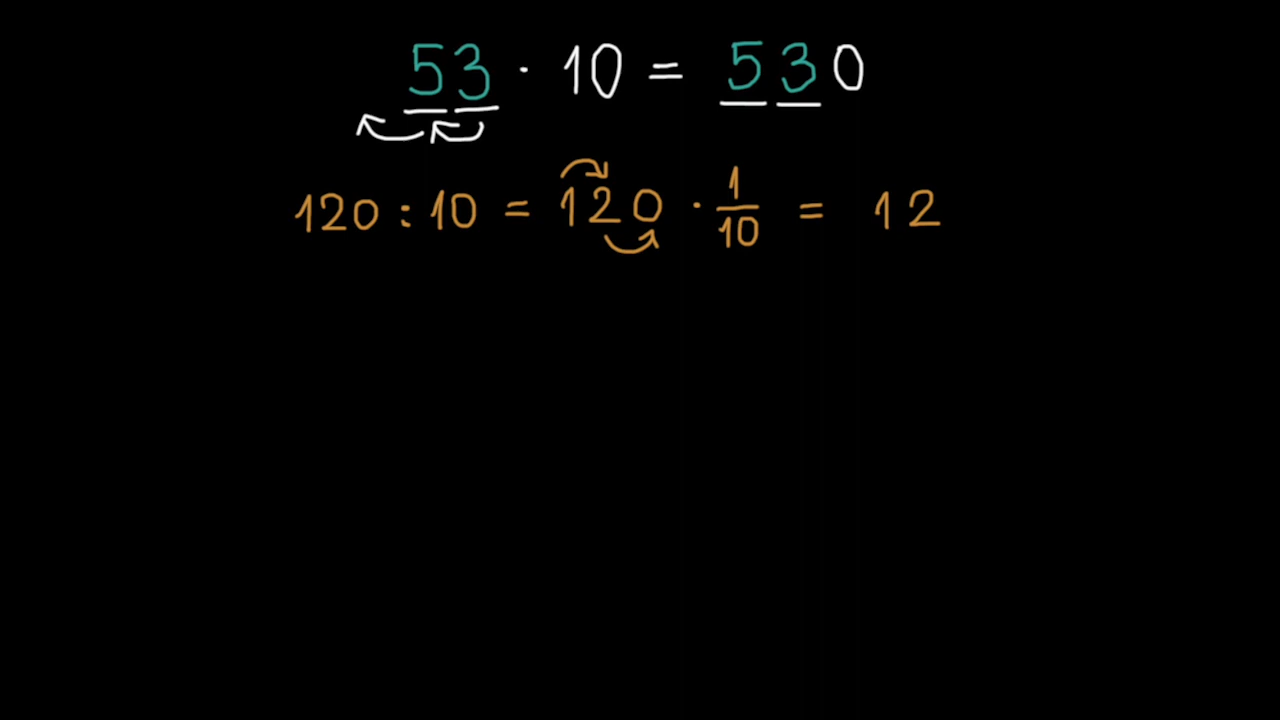 53 · 10 = 530
120 : 10 = 120 · 1/10 = 12